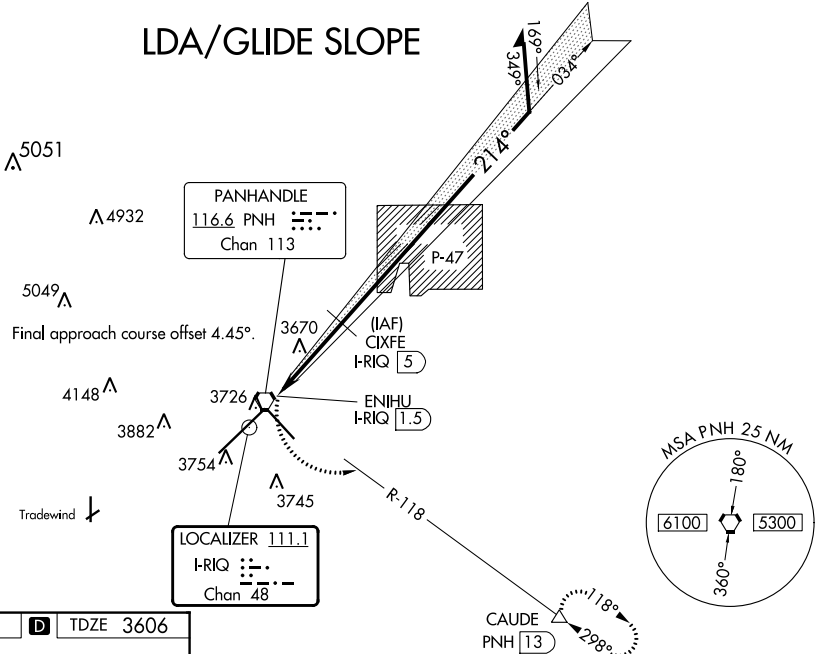 LDA/GLIDE SLOPE
169°
349°
034°
214°
5051
4932
PANHANDLE
116.6 PNH
Chan 113
P-47
5049
Final approach course offset 4.45°.
3670
(IAF)
CIXFE
I-RIQ 5
4148
3726
ENIHU
I-RIQ 1.5
3882
3754
3745
R-118
Tradewind
LOCALIZER 111.1
I-RIQ
Chan 48
MSA PNH 25 NM
180°
6100
5300
360°
118°
298°
CAUDE
PNH 13
D TDZE 3606